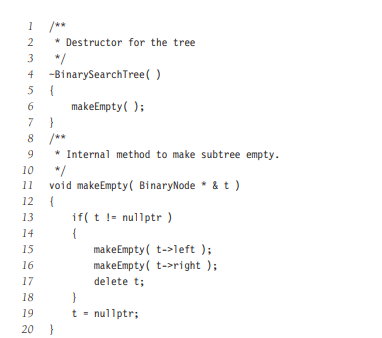 1 /**
2  * Destructor for the tree
3  */
4 ~BinarySearchTree( )
5 {
6     makeEmpty( );
7 }
8 /**
9  * Internal method to make subtree empty.
10  */
11 void makeEmpty( BinaryNode * & t )
12 {
13     if( t != nullptr )
14     {
15         makeEmpty( t->left );
16         makeEmpty( t->right );
17         delete t;
18     }
19     t = nullptr;
20 }